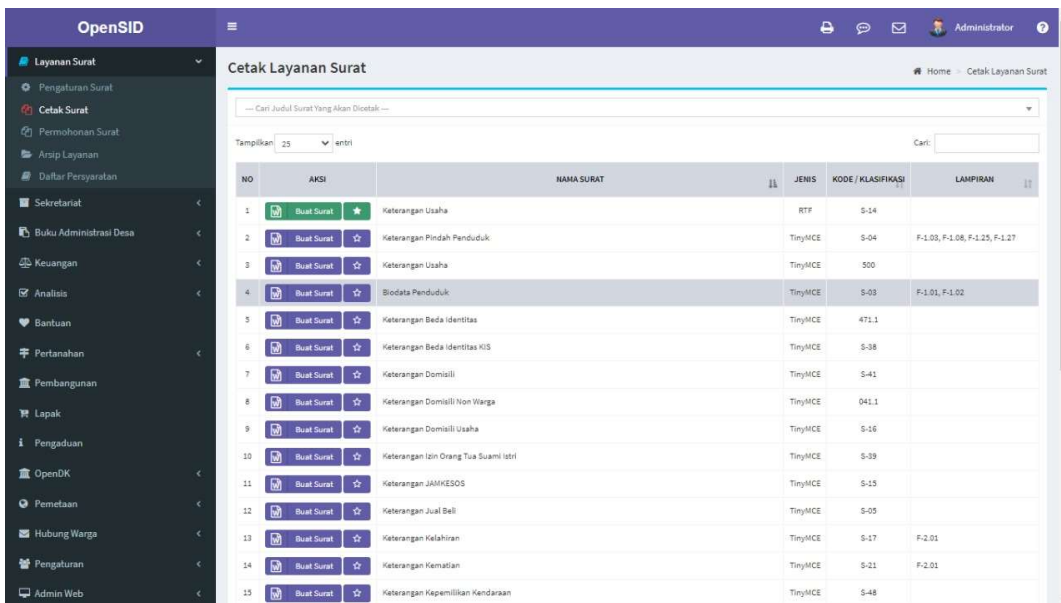 OpenSID
Administrator
Layanan Surat
Pengaturan Surat
Cetak Surat
Permohonan Surat
Arsip Layanan
Daftar Persyaratan
Sekretariat
Buku Administrasi Desa
Keuangan
Analisis
Bantuan
Pertanahan
Pembangunan
Lapak
Pengaduan
OpenDK
Pemetaan
Hubung Warga
Pengaturan
Admin Web
Cetak Layanan Surat
Home > Cetak Layanan Surat
--- Cari Judul Surat Yang Akan Dicetak ---
Tampilkan 25 entri
Cari:
NO AKSI NAMA SURAT JENIS KODE / KLASIFIKASI LAMPIRAN
1 Buat Surat Keterangan Usaha RTF S-14
2 Buat Surat Keterangan Pindah Penduduk TinyMCE S-04 F-1.03, F-1.08, F-1.25, F-1.27
3 Buat Surat Keterangan Usaha TinyMCE 500
4 Buat Surat Biodata Penduduk TinyMCE S-03 F-1.01, F-1.02
5 Buat Surat Keterangan Beda Identitas TinyMCE 471.1
6 Buat Surat Keterangan Beda Identitas KIS TinyMCE S-38
7 Buat Surat Keterangan Domisili TinyMCE S-41
8 Buat Surat Keterangan Domisili Non Warga TinyMCE 041.1
9 Buat Surat Keterangan Domisili Usaha TinyMCE S-16
10 Buat Surat Keterangan Izin Orang Tua Suami Istri TinyMCE S-39
11 Buat Surat Keterangan JAMKESOS TinyMCE S-15
12 Buat Surat Keterangan Jual Beli TinyMCE S-05
13 Buat Surat Keterangan Kelahiran TinyMCE S-17 F-2.01
14 Buat Surat Keterangan Kematian TinyMCE S-21 F-2.01
15 Buat Surat Keterangan Kepemilikan Kendaraan TinyMCE S-48